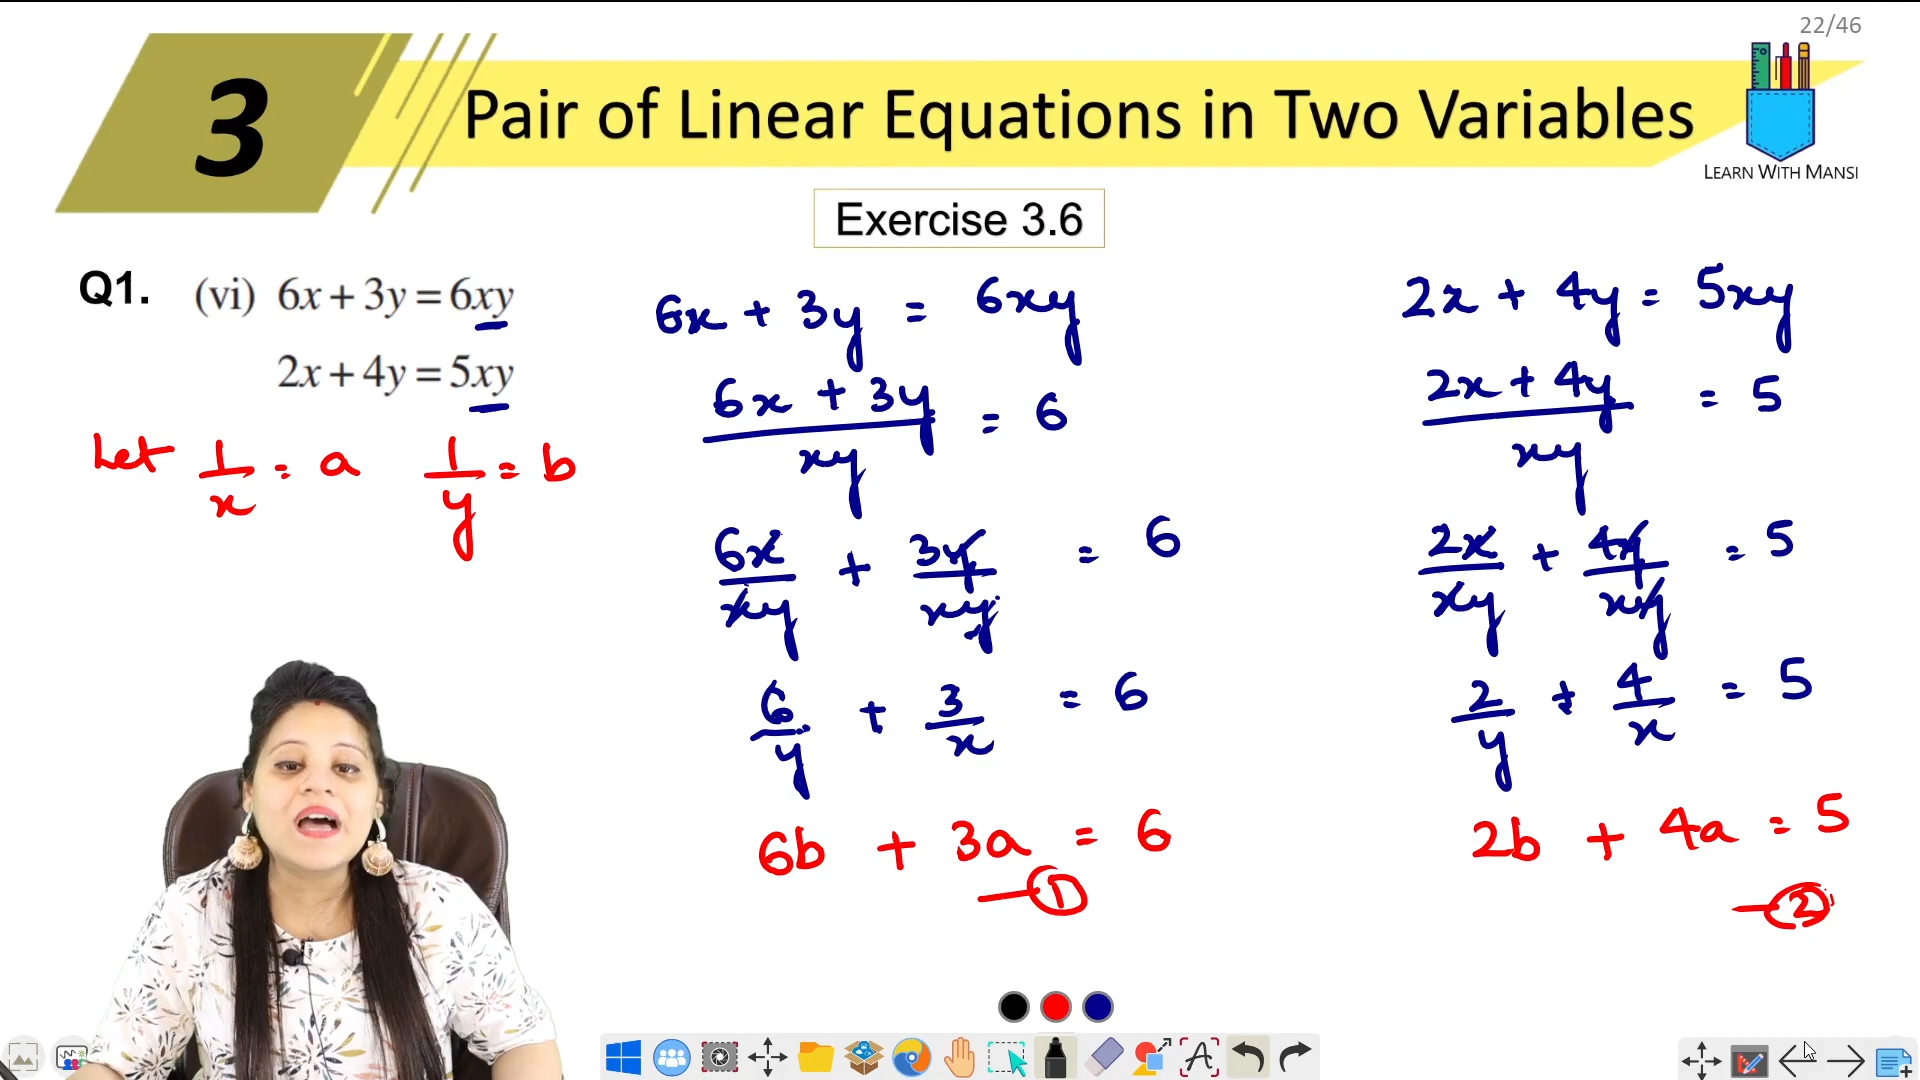 22/46
3 Pair of Linear Equations in Two Variables
LEARN WITH MANSI
Exercise 3.6
Q1. (vi) 6x + 3y = 6xy
2x + 4y = 5xy
Let 1/x = a 1/y = b
6x + 3y = 6xy
(6x + 3y)/xy = 6
6x/xy + 3y/xy = 6
6/y + 3/x = 6
6b + 3a = 6
— ①
2x + 4y = 5xy
(2x + 4y)/xy = 5
2x/xy + 4y/xy = 5
2/y + 4/x = 5
2b + 4a = 5
— ②